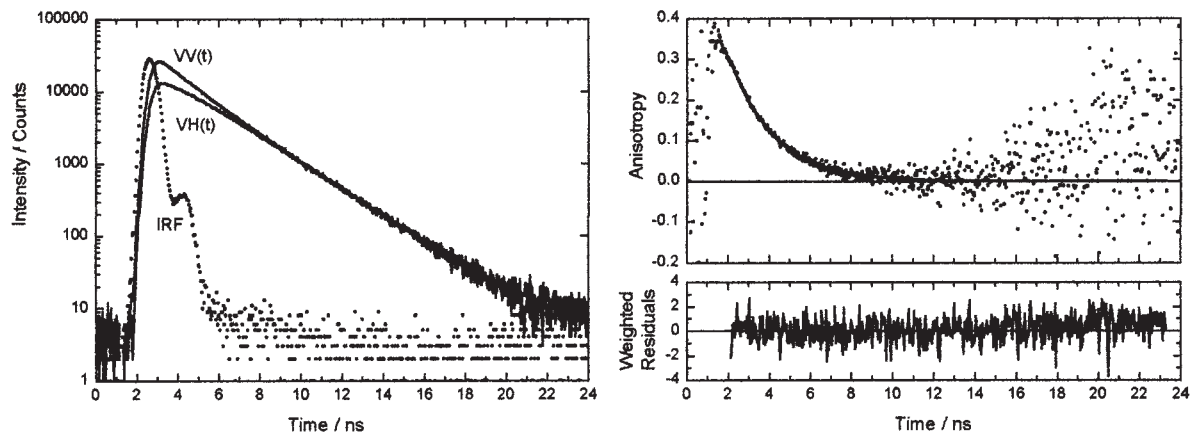 100000
10000
1000
100
10
1
Intensity / Counts
VV(t)
VH(t)
IRF
0 2 4 6 8 10 12 14 16 18 20 22 24
Time / ns
0.4
0.3
0.2
0.1
0.0
-0.1
-0.2
Anisotropy
4
2
0
-2
-4
Weighted
Residuals
0 2 4 6 8 10 12 14 16 18 20 22 24
Time / ns